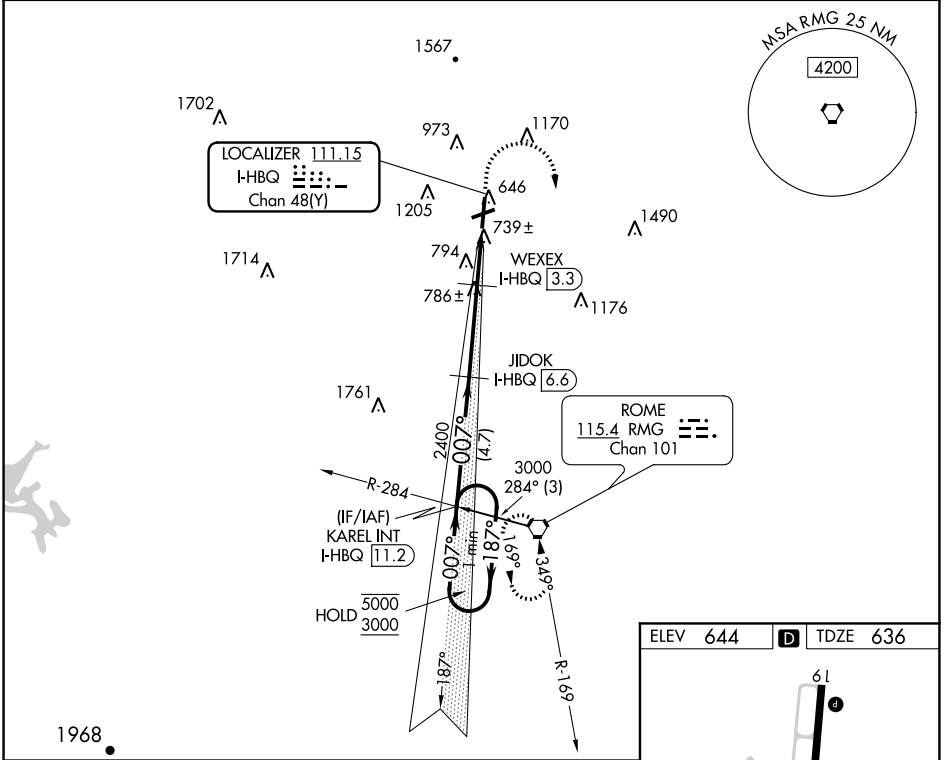 MSA RMG 25 NM
4200
1567
1702
973
1170
LOCALIZER 111.15
I-HBQ
Chan 48(Y)
646
1205
739±
1490
1714
794
WEXEX
I-HBQ 3.3
786±
1176
JIDOK
I-HBQ 6.6
1761
ROME
115.4 RMG
Chan 101
2400
007°
(4.7)
3000
284° (3)
R-284
(IF/IAF)
KAREL INT
I-HBQ 11.2
007°
1 min
187°
169°
349°
HOLD 5000
3000
187°
R-169
1968
ELEV 644 D TDZE 636
19
P